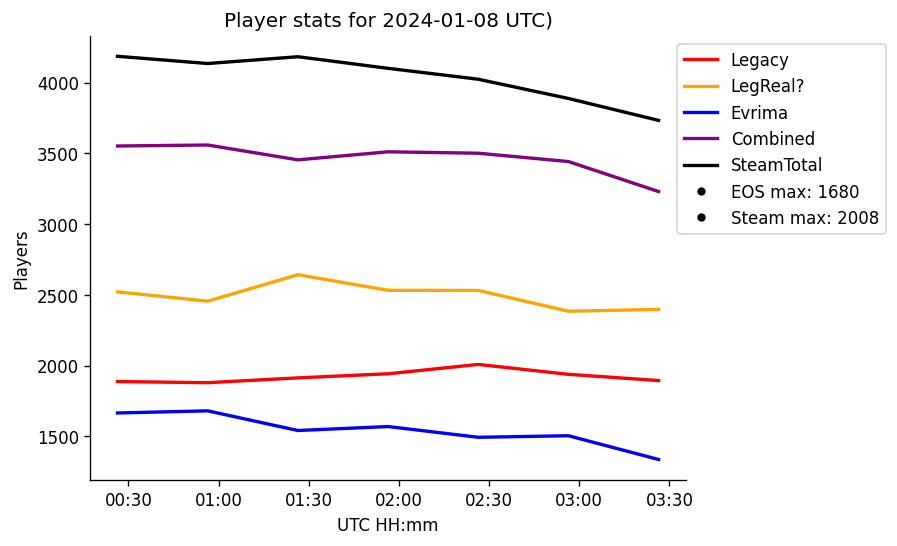 Player stats for 2024-01-08 UTC)
Legacy
LegReal?
Evrima
Combined
SteamTotal
EOS max: 1680
Steam max: 2008
Players
4000
3500
3000
2500
2000
1500
00:30 01:00 01:30 02:00 02:30 03:00 03:30
UTC HH:mm